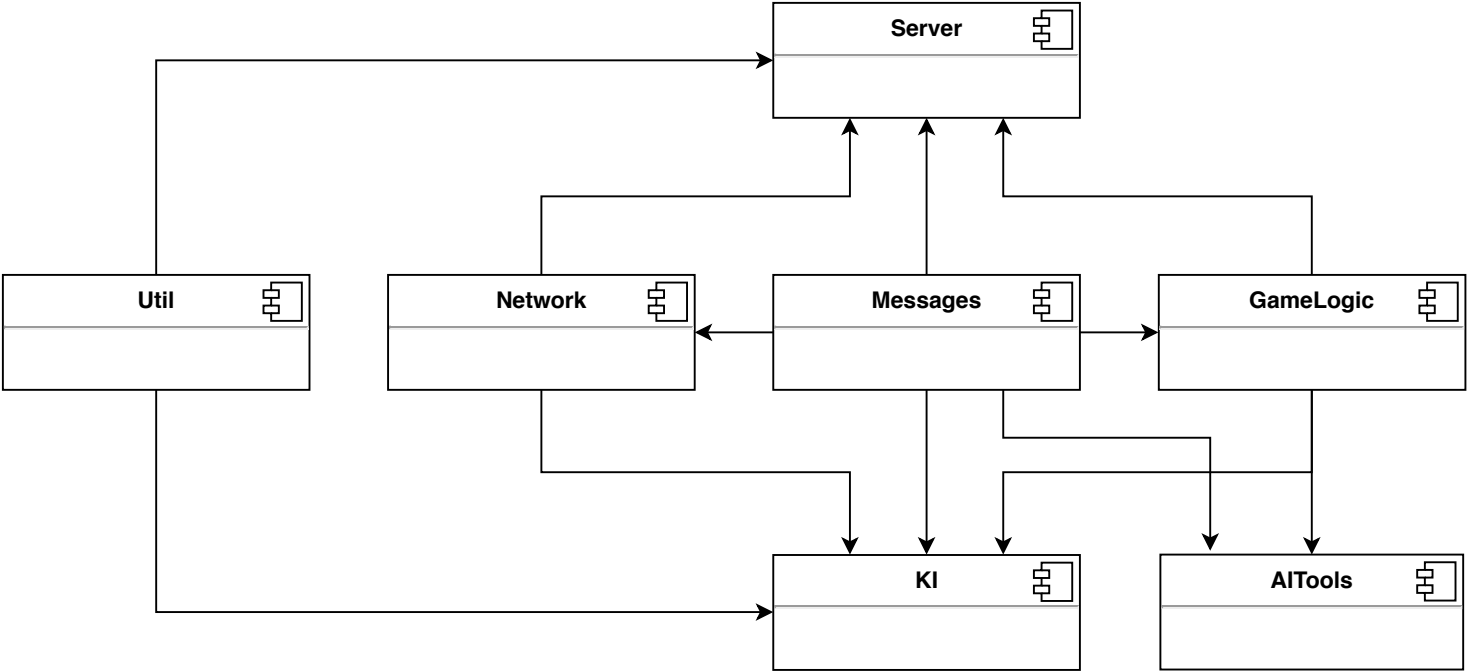 Server
Util
Network
Messages
GameLogic
KI
AITools